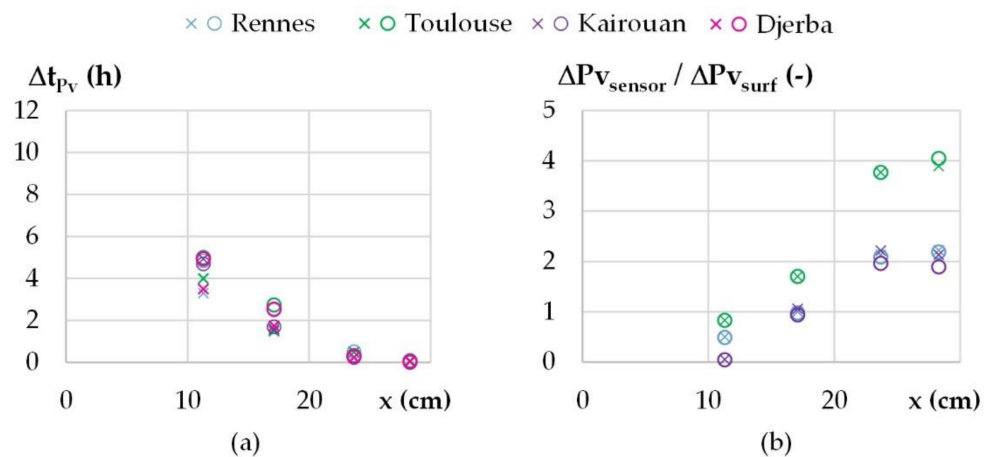 × ○ Rennes × ○ Toulouse × ○ Kairouan × ○ Djerba
Δt_Pv (h)
12
10
8
6
4
2
0
0 10 20 x (cm)
(a)
ΔPv_sensor / ΔPv_surf (-)
5
4
3
2
1
0
0 10 20 x (cm)
(b)